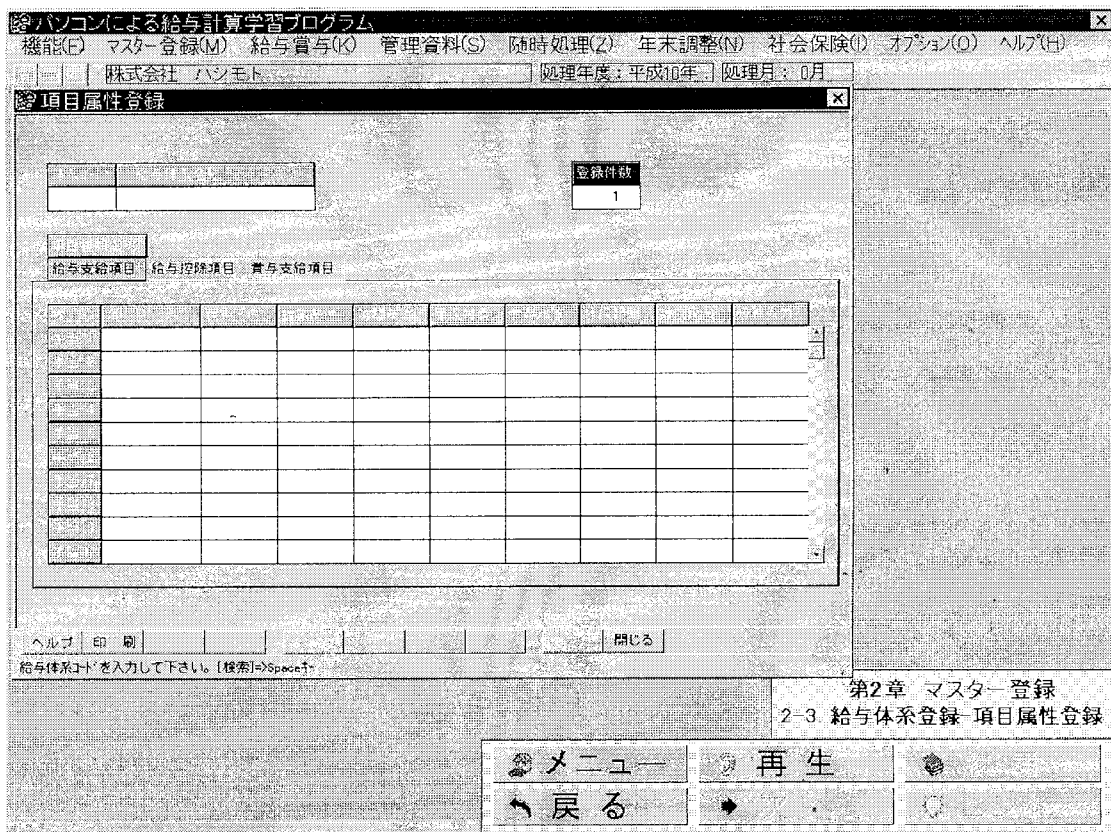 パソコンによる給与計算学習プログラム
機能(F) マスター登録(M) 給与賞与(K) 管理資料(S) 随時処理(Z) 年末調整(N) 社会保険(I) オプション(O) ヘルプ(H)
株式会社 ハシモト 処理年度:平成10年 処理月: 0月
項目属性登録
登録件数
1
給与支給項目 給与控除項目 賞与支給項目
ヘルプ 印 刷 閉じる
給与体系コードを入力して下さい。[検索]=>Spaceキー
第2章 マスター登録
2-3 給与体系登録-項目属性登録
メニュー 再 生
戻 る